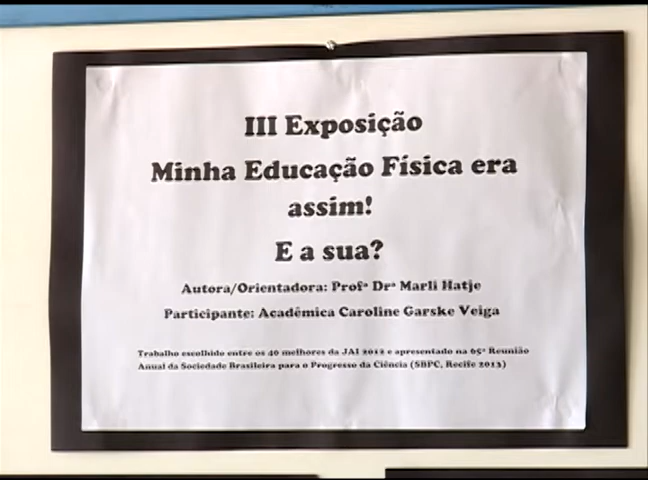 III Exposição
Minha Educação Física era
assim!
E a sua?
Autora/Orientadora: Profª Drª Marli Hatje
Participante: Acadêmica Caroline Garske Veiga
Trabalho escolhido entre os 40 melhores da JAI 2012 e apresentado na 65ª Reunião
Anual da Sociedade Brasileira para o Progresso da Ciência (SBPC, Recife 2013)